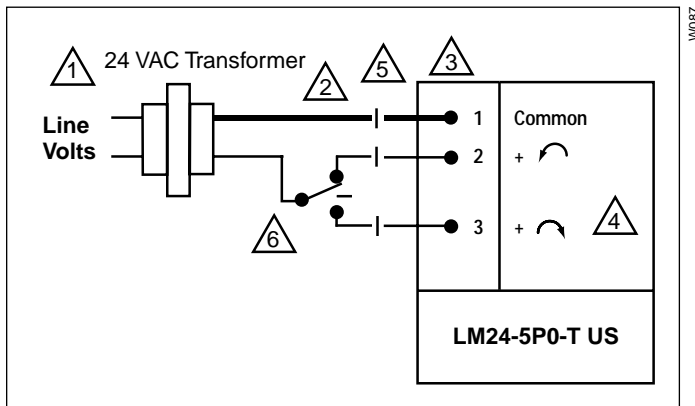 W087
1 24 VAC Transformer
2
5
3
Line
Volts
1 Common
2 +
3 +
4
6
LM24-5P0-T US